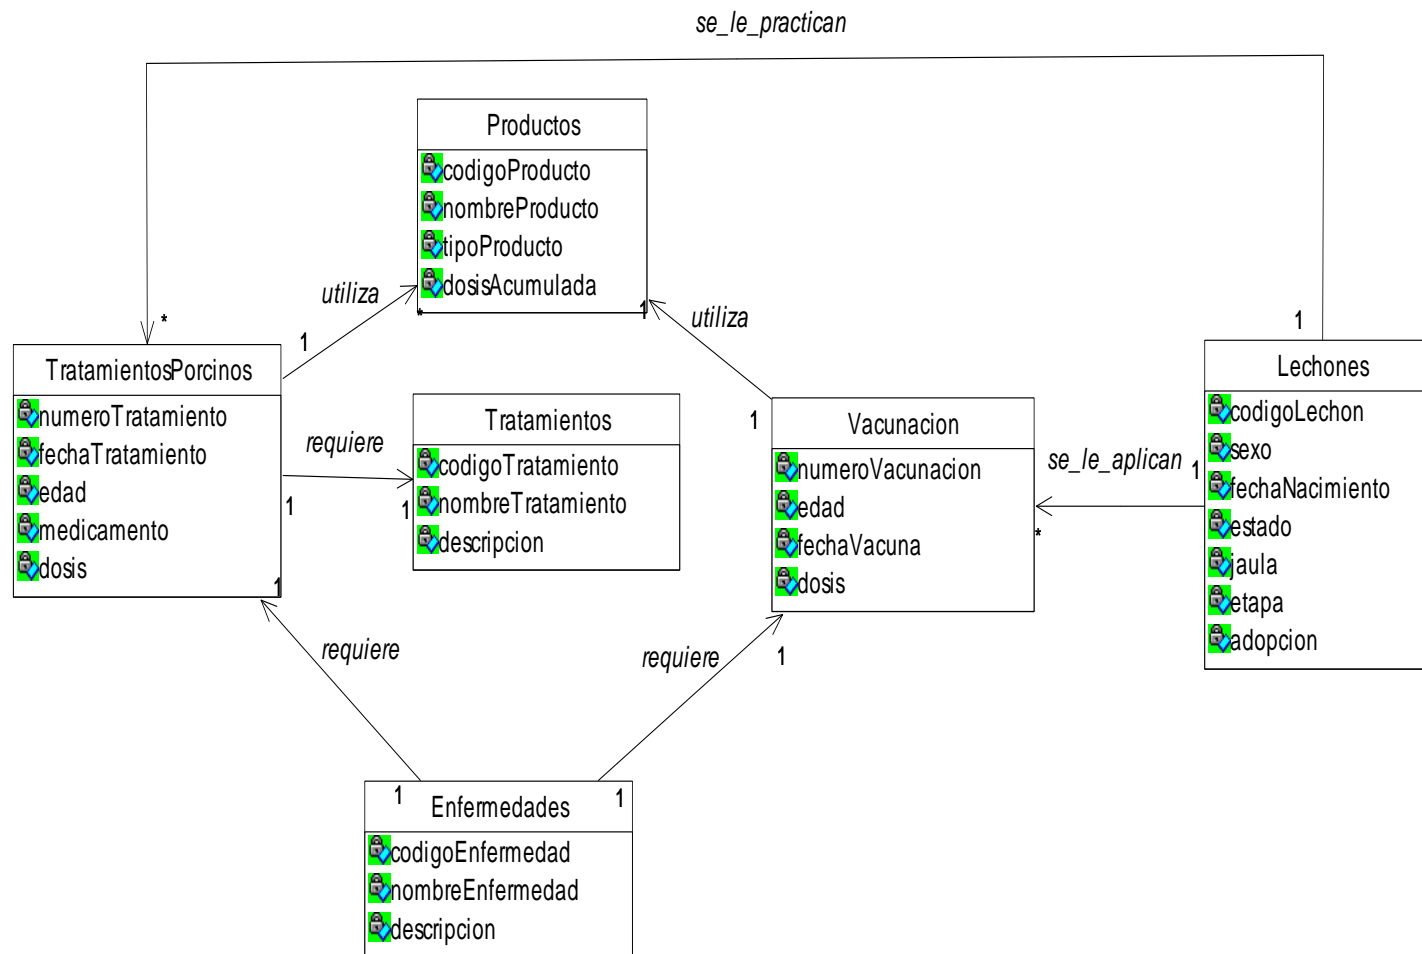 se_le_practican
Productos
codigoProducto
nombreProducto
tipoProducto
dosisAcumulada
utiliza
1
*
1
utiliza
1
*
TratamientosPorcinos
numeroTratamiento
fechaTratamiento
edad
medicamento
dosis
1
requiere
1
1
Tratamientos
codigoTratamiento
nombreTratamiento
descripcion
1
Vacunacion
numeroVacunacion
edad
fechaVacuna
dosis
se_le_aplican
1
*
Lechones
codigoLechon
sexo
fechaNacimiento
estado
jaula
etapa
adopcion
requiere
requiere
1
1
1
Enfermedades
codigoEnfermedad
nombreEnfermedad
descripcion